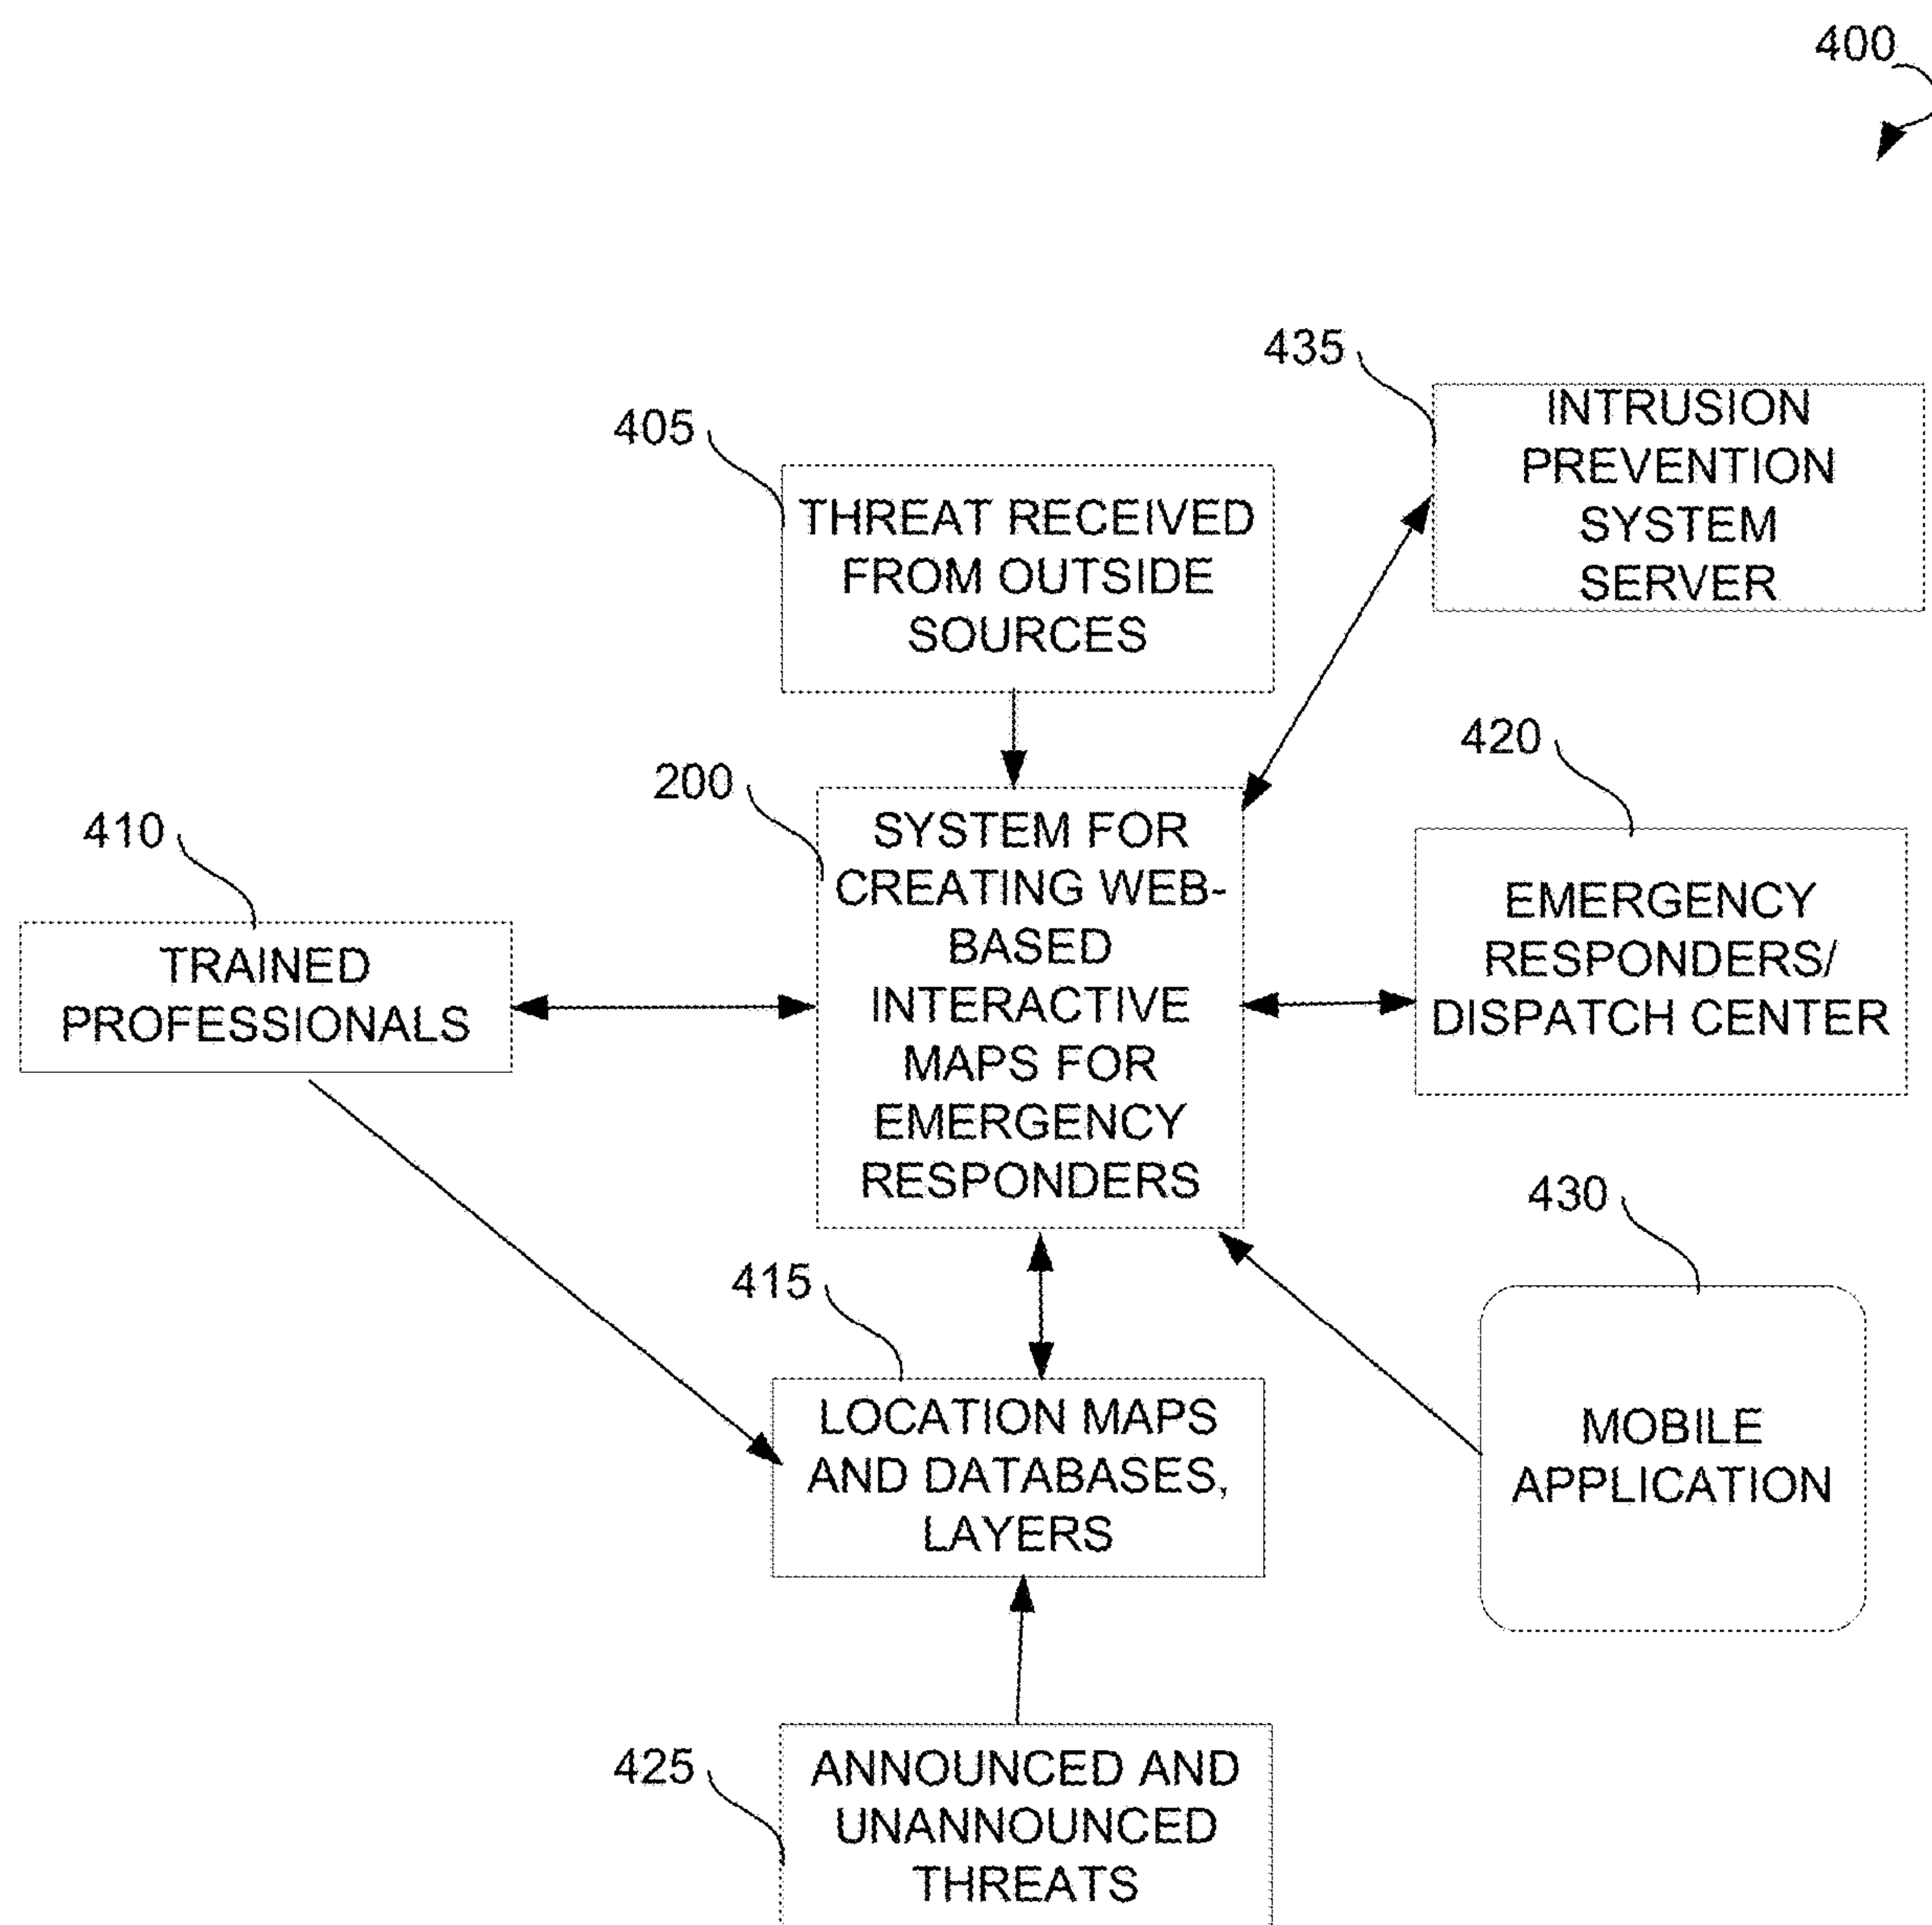 400
435
INTRUSION
PREVENTION
SYSTEM
SERVER
405
THREAT RECEIVED
FROM OUTSIDE
SOURCES
420
EMERGENCY
RESPONDERS/
DISPATCH CENTER
200
SYSTEM FOR
CREATING WEB-
BASED
INTERACTIVE
MAPS FOR
EMERGENCY
RESPONDERS
410
TRAINED
PROFESSIONALS
430
MOBILE
APPLICATION
415
LOCATION MAPS
AND DATABASES,
LAYERS
425
ANNOUNCED AND
UNANNOUNCED
THREATS